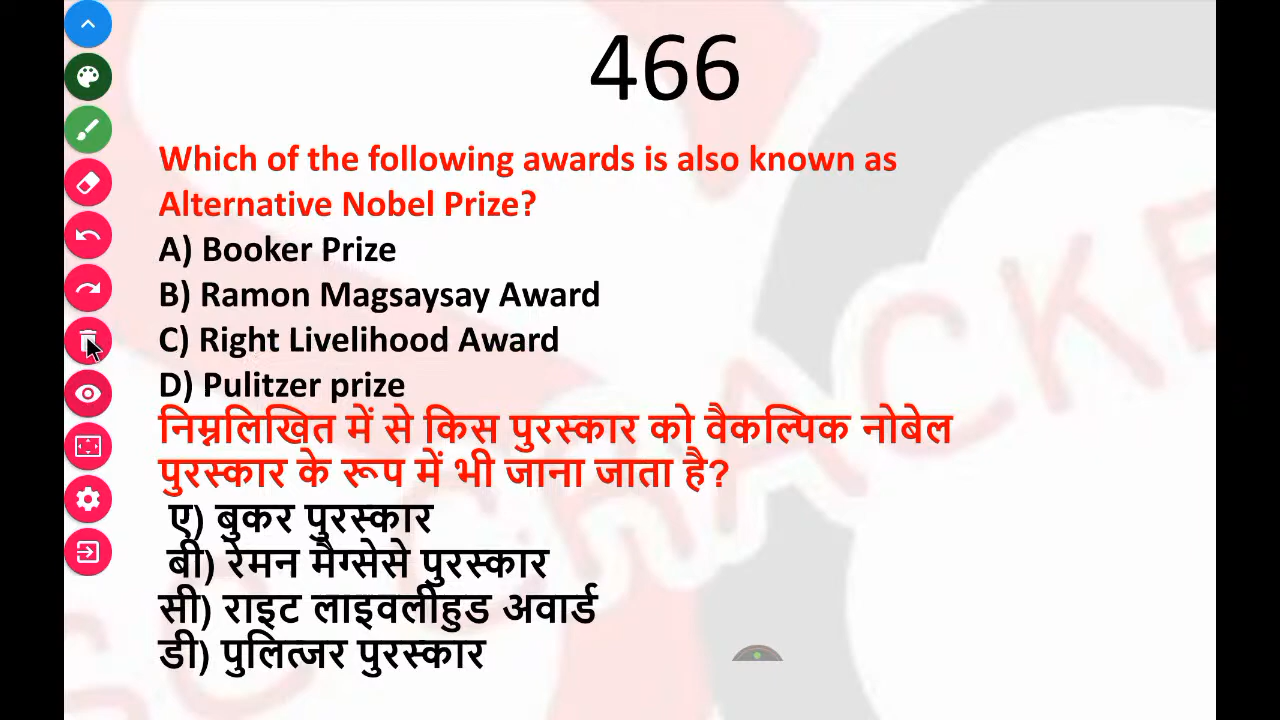 466
Which of the following awards is also known as
Alternative Nobel Prize?
A) Booker Prize
B) Ramon Magsaysay Award
C) Right Livelihood Award
D) Pulitzer prize
निम्नलिखित में से किस पुरस्कार को वैकल्पिक नोबेल
पुरस्कार के रूप में भी जाना जाता है?
ए) बुकर पुरस्कार
बी) रेमन मैग्सेसे पुरस्कार
सी) राइट लाइवलीहुड अवार्ड
डी) पुलित्जर पुरस्कार